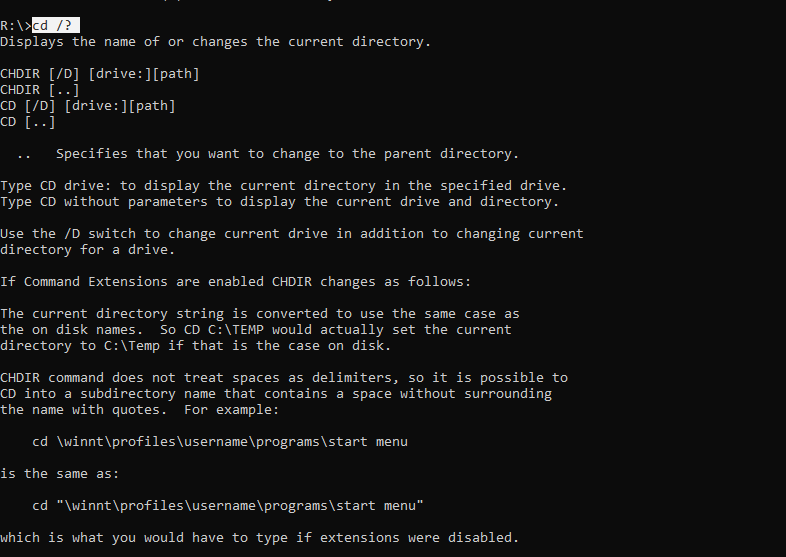 R:\>cd /?
Displays the name of or changes the current directory.
CHDIR [/D] [drive:][path]
CHDIR [..]
CD [/D] [drive:][path]
CD [..]
  ..   Specifies that you want to change to the parent directory.
Type CD drive: to display the current directory in the specified drive.
Type CD without parameters to display the current drive and directory.
Use the /D switch to change current drive in addition to changing current
directory for a drive.
If Command Extensions are enabled CHDIR changes as follows:
The current directory string is converted to use the same case as
the on disk names.  So CD C:\TEMP would actually set the current
directory to C:\Temp if that is the case on disk.
CHDIR command does not treat spaces as delimiters, so it is possible to
CD into a subdirectory name that contains a space without surrounding
the name with quotes.  For example:
    cd \winnt\profiles\username\programs\start menu
is the same as:
    cd "\winnt\profiles\username\programs\start menu"
which is what you would have to type if extensions were disabled.